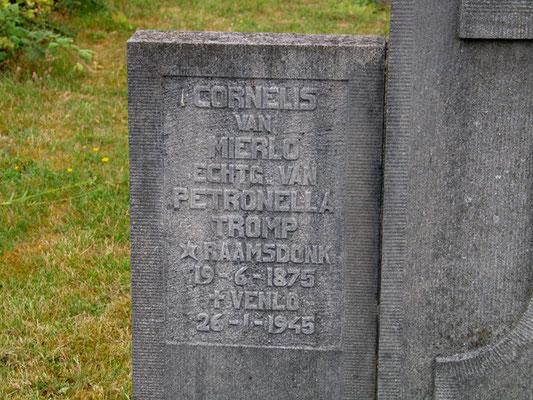 CORNELIS
VAN
MIERLO
ECHTG. VAN
PETRONELLA
TROMP
☆ RAAMSDONK
19-6-1875
† VENLO
26-1-1945